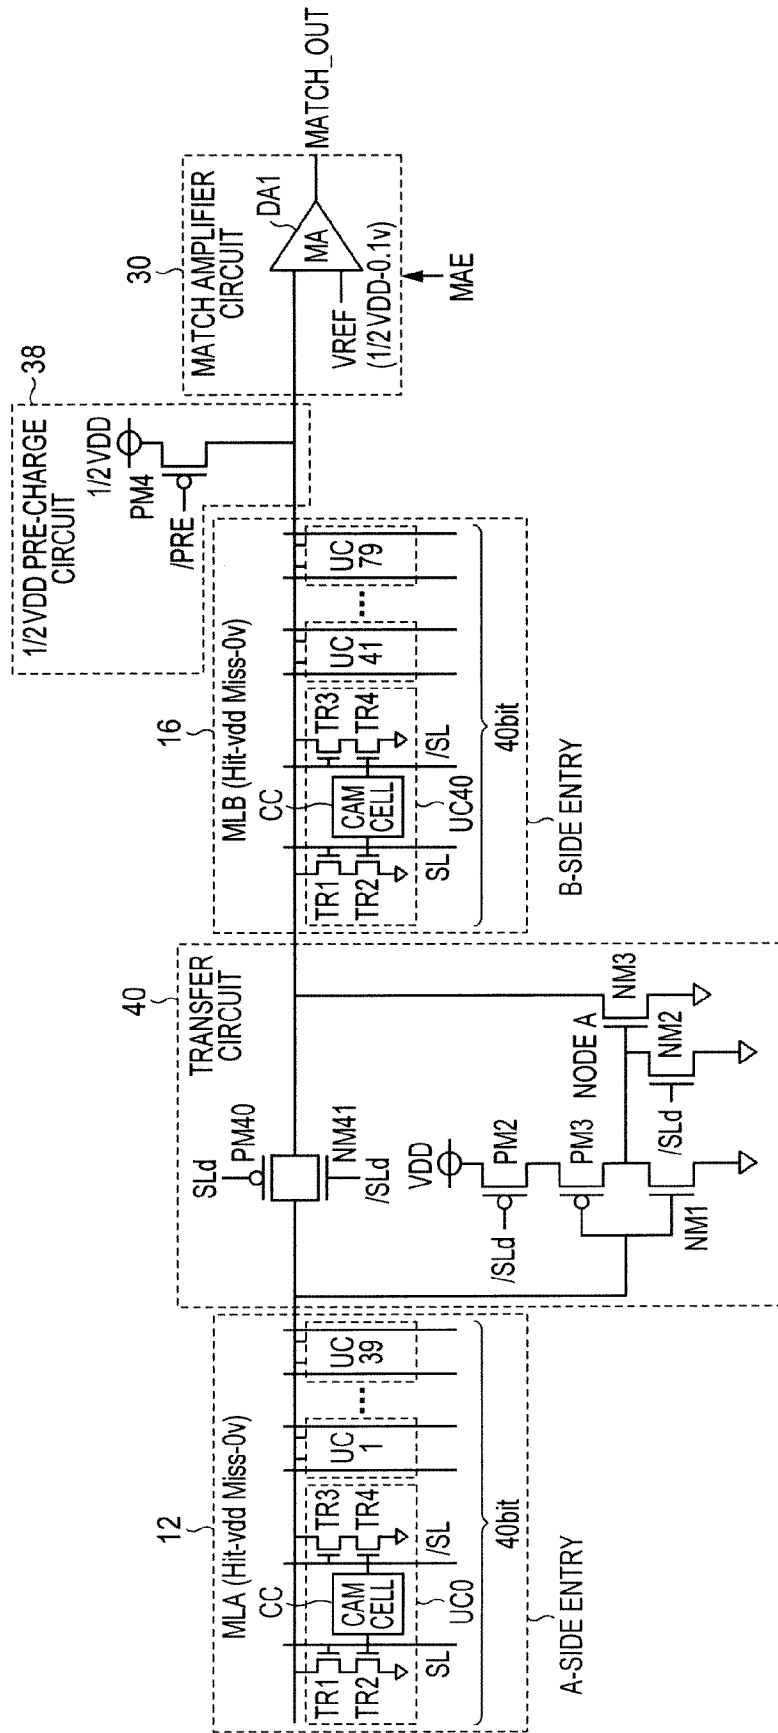 12
MLA (Hit-vdd Miss-0v)
CC
TR1
TR2
CAM
CELL
TR3
TR4
SL
/SL
UC0
UC
1
...
UC
39
40bit
A-SIDE ENTRY
40
TRANSFER
CIRCUIT
SLd
PM40
NM41
/SLd
VDD
/SLd
PM2
PM3
NM1
NODE A
/SLd
NM2
NM3
16
MLB (Hit-vdd Miss-0v)
CC
TR1
TR2
CAM
CELL
TR3
TR4
SL
/SL
UC40
UC
41
...
UC
79
40bit
B-SIDE ENTRY
38
1/2VDD PRE-CHARGE
CIRCUIT
1/2VDD
PM4
/PRE
30
MATCH AMPLIFIER
CIRCUIT
DA1
MA
VREF
(1/2VDD-0.1v)
MAE
MATCH_OUT